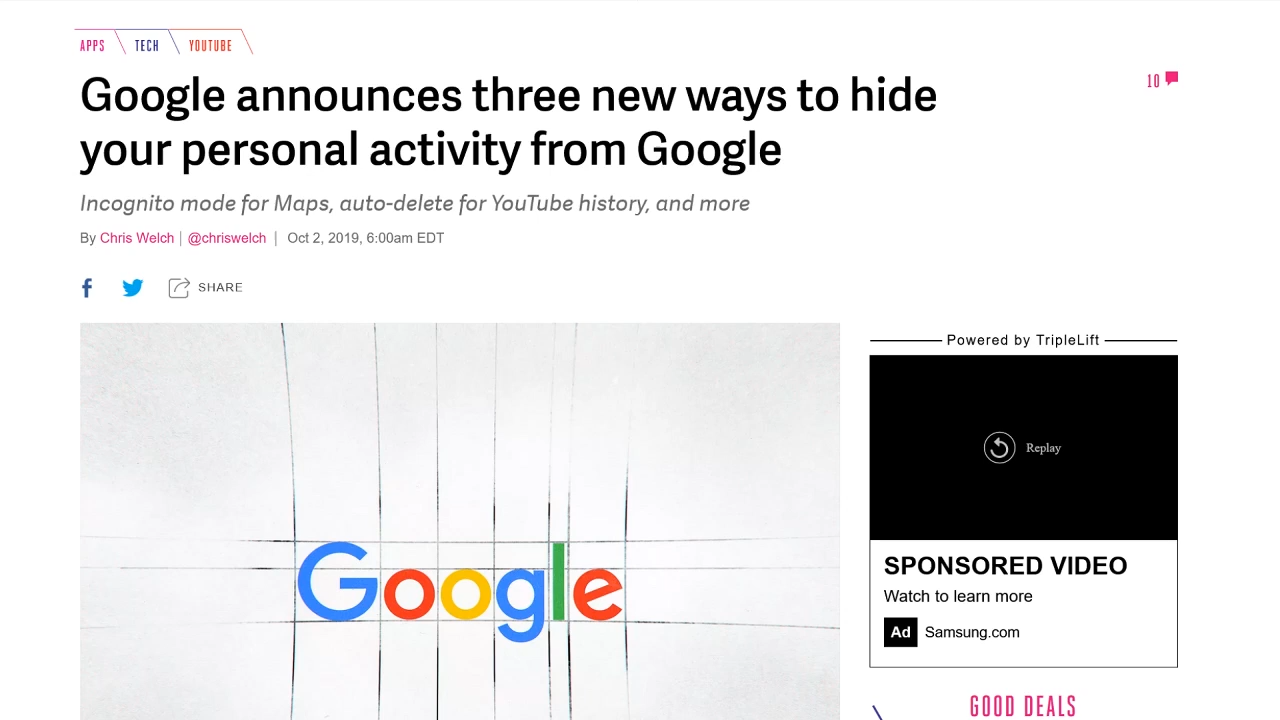 APPS TECH YOUTUBE
Google announces three new ways to hide
your personal activity from Google
10
Incognito mode for Maps, auto-delete for YouTube history, and more
By Chris Welch | @chriswelch | Oct 2, 2019, 6:00am EDT
SHARE
Google
Powered by TripleLift
Replay
SPONSORED VIDEO
Watch to learn more
Ad Samsung.com
GOOD DEALS